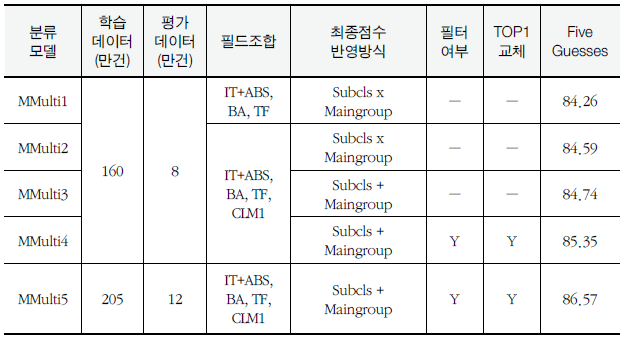 분류
모델
학습
데이터
(만건)
평가
데이터
(만건)
필드조합
최종점수
반영방식
필터
여부
TOP1
교체
Five
Guesses
MMulti1
160
8
IT+ABS,
BA, TF
Subcls x
Maingroup
—
—
84.26
MMulti2
IT+ABS,
BA, TF,
CLM1
Subcls x
Maingroup
—
—
84.59
MMulti3
Subcls +
Maingroup
—
—
84.74
MMulti4
Subcls +
Maingroup
Y
Y
85.35
MMulti5
205
12
IT+ABS,
BA, TF,
CLM1
Subcls +
Maingroup
Y
Y
86.57